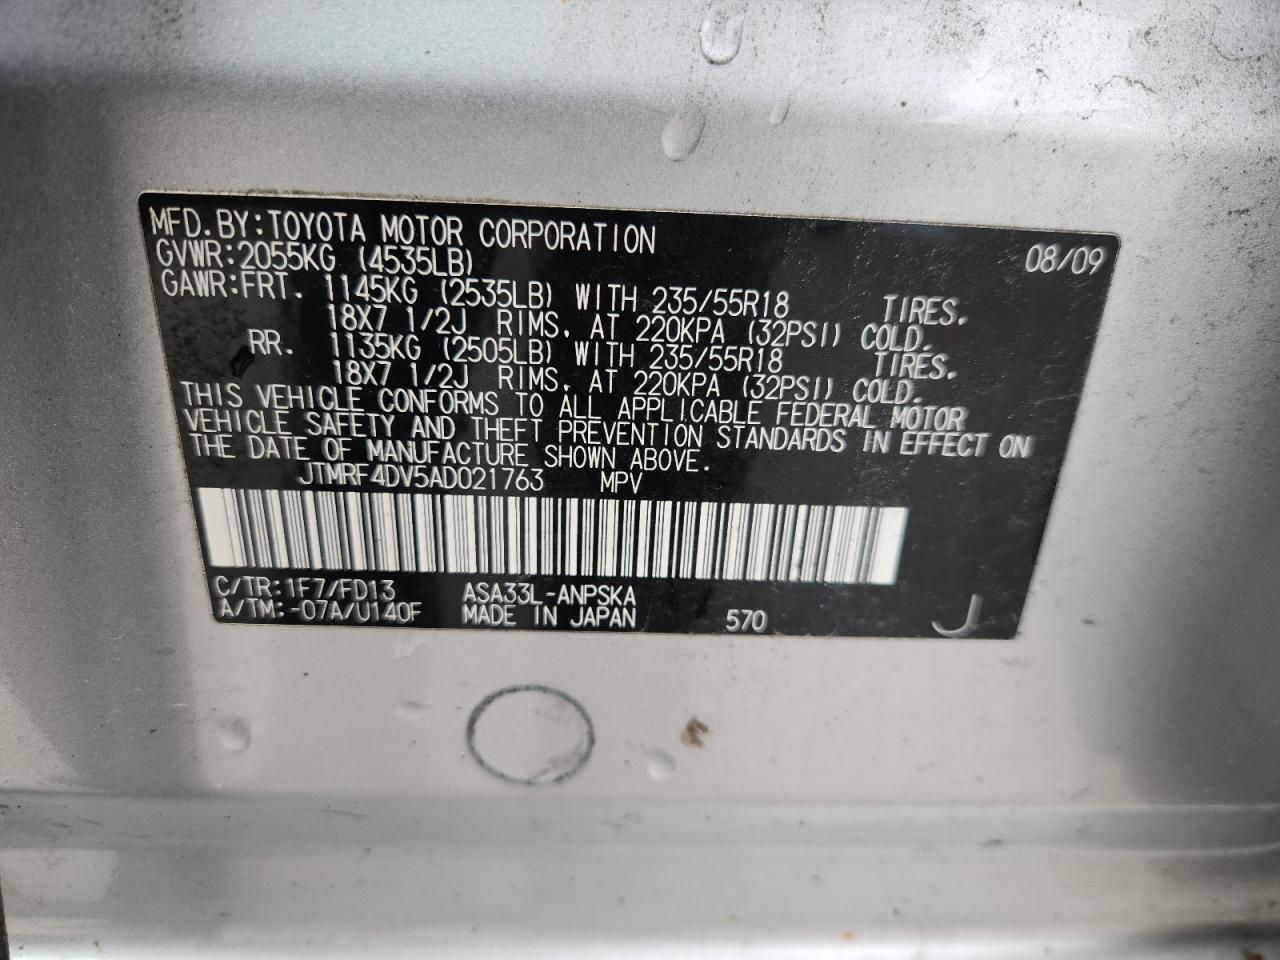 MFD. BY: TOYOTA MOTOR CORPORATION 08/09
GVWR: 2055KG (4535LB)
GAWR: FRT. 1145KG (2535LB) WITH 235/55R18 TIRES.
18X7 1/2J RIMS. AT 220KPA (32PSI) COLD.
RR. 1135KG (2505LB) WITH 235/55R18 TIRES.
18X7 1/2J RIMS. AT 220KPA (32PSI) COLD.
THIS VEHICLE CONFORMS TO ALL APPLICABLE FEDERAL MOTOR
VEHICLE SAFETY AND THEFT PREVENTION STANDARDS IN EFFECT ON
THE DATE OF MANUFACTURE SHOWN ABOVE.
JTMRF4DV5AD021763 MPV
C/TR: 1F7/FD13 ASA33L-ANPSKA
A/TM: -07A/U140F MADE IN JAPAN 570 J